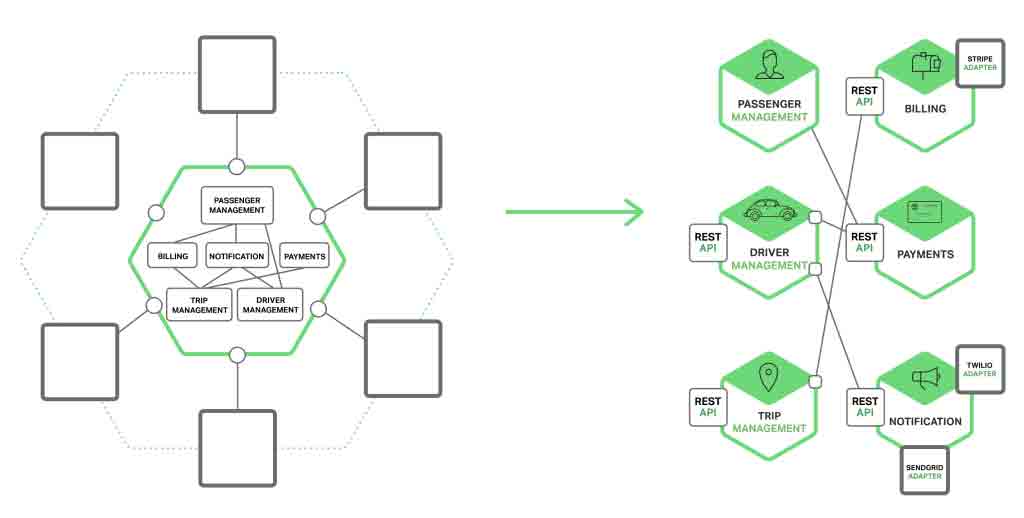 PASSENGER
MANAGEMENT
BILLING
NOTIFICATION
PAYMENTS
TRIP
MANAGEMENT
DRIVER
MANAGEMENT
PASSENGER
MANAGEMENT
REST
API
BILLING
STRIPE
ADAPTER
REST
API
DRIVER
MANAGEMENT
REST
API
PAYMENTS
REST
API
TRIP
MANAGEMENT
REST
API
NOTIFICATION
TWILIO
ADAPTER
SENDGRID
ADAPTER